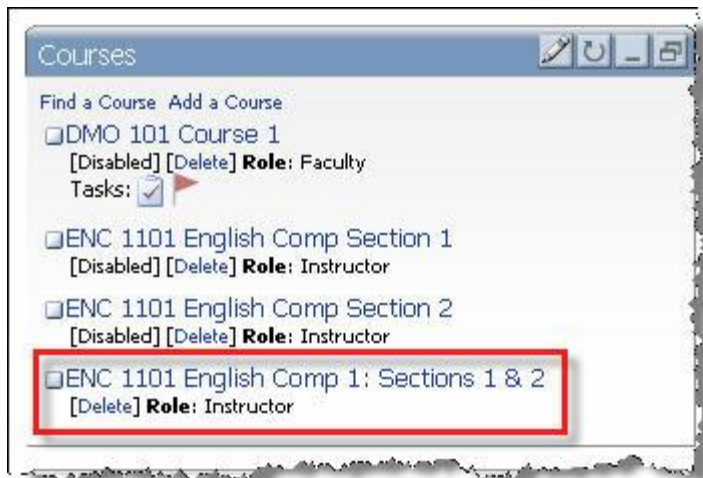 Courses
Find a Course Add a Course
DMO 101 Course 1
[Disabled] [Delete] Role: Faculty
Tasks:
ENC 1101 English Comp Section 1
[Disabled] [Delete] Role: Instructor
ENC 1101 English Comp Section 2
[Disabled] [Delete] Role: Instructor
ENC 1101 English Comp 1: Sections 1 & 2
[Delete] Role: Instructor